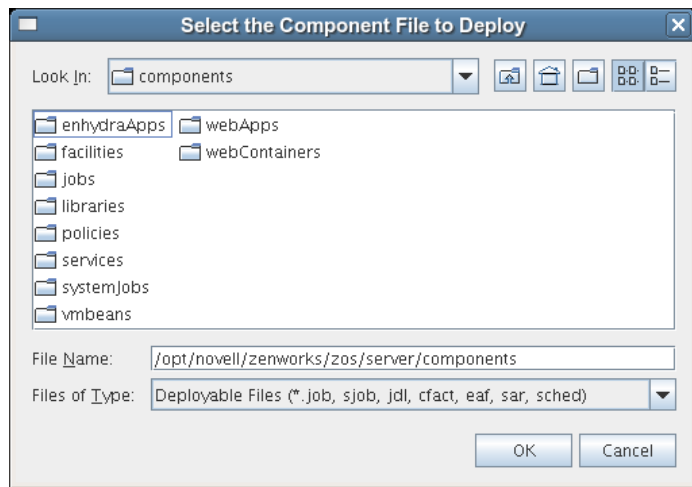 Select the Component File to Deploy
Look In: components
enhydraApps webApps
facilities webContainers
jobs
libraries
policies
services
systemJobs
vmbeans
File Name: /opt/novell/zenworks/zos/server/components
Files of Type: Deployable Files (*.job, sjob, jdl, cfact, eaf, sar, sched)
OK Cancel